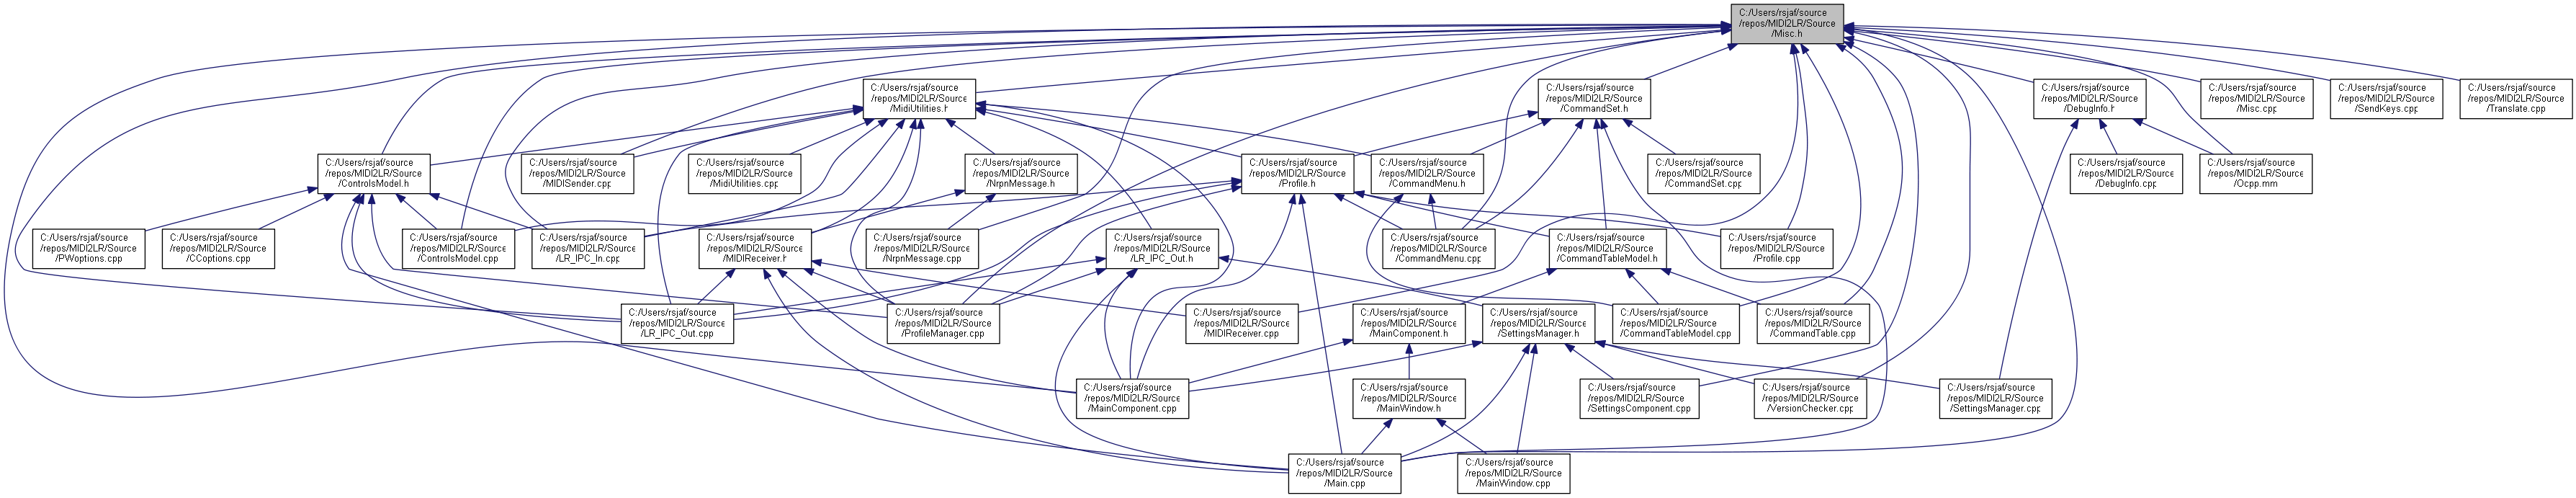 C:/Users/rsjaf/source
/repos/MIDI2LR/Source
/Misc.h
C:/Users/rsjaf/source
/repos/MIDI2LR/Source
/MidiUtilities.h
C:/Users/rsjaf/source
/repos/MIDI2LR/Source
/CommandSet.h
C:/Users/rsjaf/source
/repos/MIDI2LR/Source
/DebugInfo.h
C:/Users/rsjaf/source
/repos/MIDI2LR/Source
/Misc.cpp
C:/Users/rsjaf/source
/repos/MIDI2LR/Source
/SendKeys.cpp
C:/Users/rsjaf/source
/repos/MIDI2LR/Source
/Translate.cpp
C:/Users/rsjaf/source
/repos/MIDI2LR/Source
/ControlsModel.h
C:/Users/rsjaf/source
/repos/MIDI2LR/Source
/MIDISender.cpp
C:/Users/rsjaf/source
/repos/MIDI2LR/Source
/MidiUtilities.cpp
C:/Users/rsjaf/source
/repos/MIDI2LR/Source
/NrpnMessage.h
C:/Users/rsjaf/source
/repos/MIDI2LR/Source
/Profile.h
C:/Users/rsjaf/source
/repos/MIDI2LR/Source
/CommandMenu.h
C:/Users/rsjaf/source
/repos/MIDI2LR/Source
/CommandSet.cpp
C:/Users/rsjaf/source
/repos/MIDI2LR/Source
/DebugInfo.cpp
C:/Users/rsjaf/source
/repos/MIDI2LR/Source
/Ocpp.mm
C:/Users/rsjaf/source
/repos/MIDI2LR/Source
/PWoptions.cpp
C:/Users/rsjaf/source
/repos/MIDI2LR/Source
/CCoptions.cpp
C:/Users/rsjaf/source
/repos/MIDI2LR/Source
/ControlsModel.cpp
C:/Users/rsjaf/source
/repos/MIDI2LR/Source
/LR_IPC_In.cpp
C:/Users/rsjaf/source
/repos/MIDI2LR/Source
/MIDIReceiver.h
C:/Users/rsjaf/source
/repos/MIDI2LR/Source
/NrpnMessage.cpp
C:/Users/rsjaf/source
/repos/MIDI2LR/Source
/LR_IPC_Out.h
C:/Users/rsjaf/source
/repos/MIDI2LR/Source
/CommandMenu.cpp
C:/Users/rsjaf/source
/repos/MIDI2LR/Source
/CommandTableModel.h
C:/Users/rsjaf/source
/repos/MIDI2LR/Source
/Profile.cpp
C:/Users/rsjaf/source
/repos/MIDI2LR/Source
/LR_IPC_Out.cpp
C:/Users/rsjaf/source
/repos/MIDI2LR/Source
/ProfileManager.cpp
C:/Users/rsjaf/source
/repos/MIDI2LR/Source
/MIDIReceiver.cpp
C:/Users/rsjaf/source
/repos/MIDI2LR/Source
/MainComponent.h
C:/Users/rsjaf/source
/repos/MIDI2LR/Source
/SettingsManager.h
C:/Users/rsjaf/source
/repos/MIDI2LR/Source
/CommandTableModel.cpp
C:/Users/rsjaf/source
/repos/MIDI2LR/Source
/CommandTable.cpp
C:/Users/rsjaf/source
/repos/MIDI2LR/Source
/MainComponent.cpp
C:/Users/rsjaf/source
/repos/MIDI2LR/Source
/MainWindow.h
C:/Users/rsjaf/source
/repos/MIDI2LR/Source
/SettingsComponent.cpp
C:/Users/rsjaf/source
/repos/MIDI2LR/Source
/VersionChecker.cpp
C:/Users/rsjaf/source
/repos/MIDI2LR/Source
/SettingsManager.cpp
C:/Users/rsjaf/source
/repos/MIDI2LR/Source
/Main.cpp
C:/Users/rsjaf/source
/repos/MIDI2LR/Source
/MainWindow.cpp